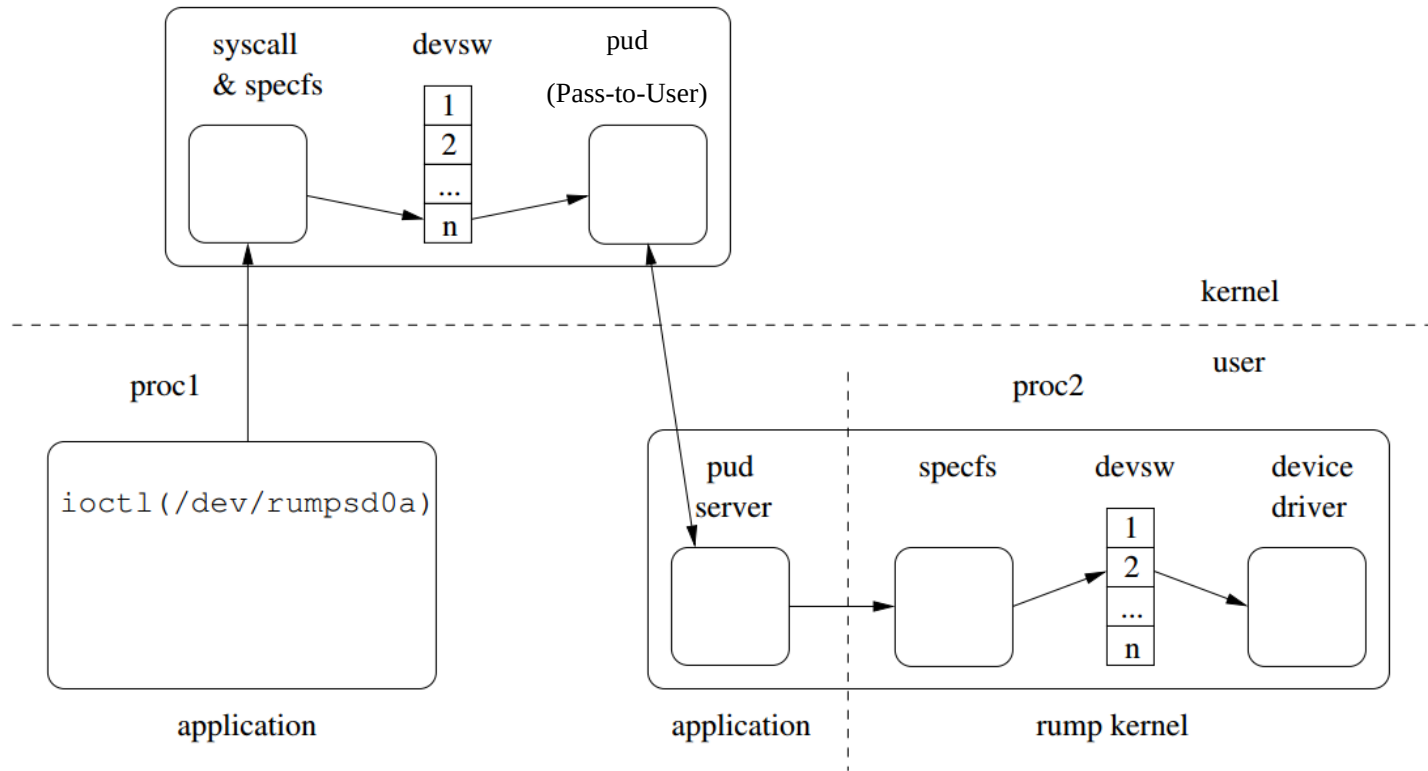 syscall
& specfs
devsw
pud
(Pass-to-User)
1
2
...
n
kernel
user
proc1
proc2
ioctl(/dev/rumpsd0a)
pud
server
specfs
devsw
device
driver
1
2
...
n
application
application
rump kernel